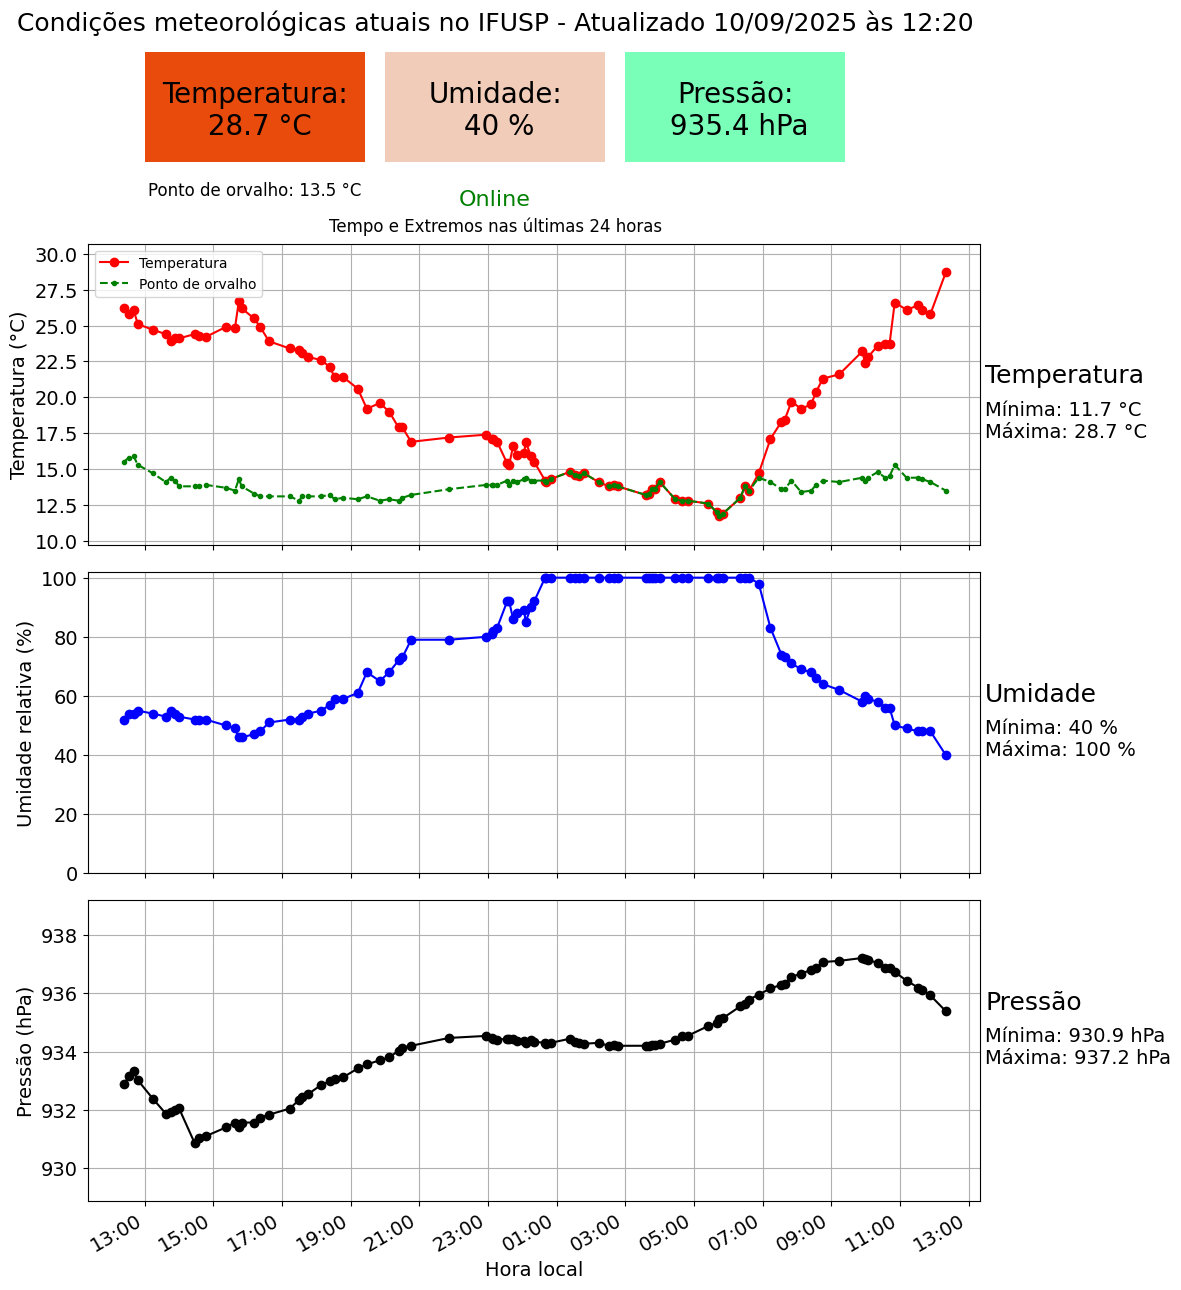 Condições meteorológicas atuais no IFUSP - Atualizado 10/09/2025 às 12:20
Temperatura:
28.7 °C
Umidade:
40 %
Pressão:
935.4 hPa
Ponto de orvalho: 13.5 °C
Online
Tempo e Extremos nas últimas 24 horas
Temperatura (°C)
30.0
27.5
25.0
22.5
20.0
17.5
15.0
12.5
10.0
Temperatura
Ponto de orvalho
Temperatura
Mínima: 11.7 °C
Máxima: 28.7 °C
Umidade relativa (%)
100
80
60
40
20
0
Umidade
Mínima: 40 %
Máxima: 100 %
Pressão (hPa)
938
936
934
932
930
Pressão
Mínima: 930.9 hPa
Máxima: 937.2 hPa
13:00
15:00
17:00
19:00
21:00
23:00
01:00
03:00
05:00
07:00
09:00
11:00
13:00
Hora local